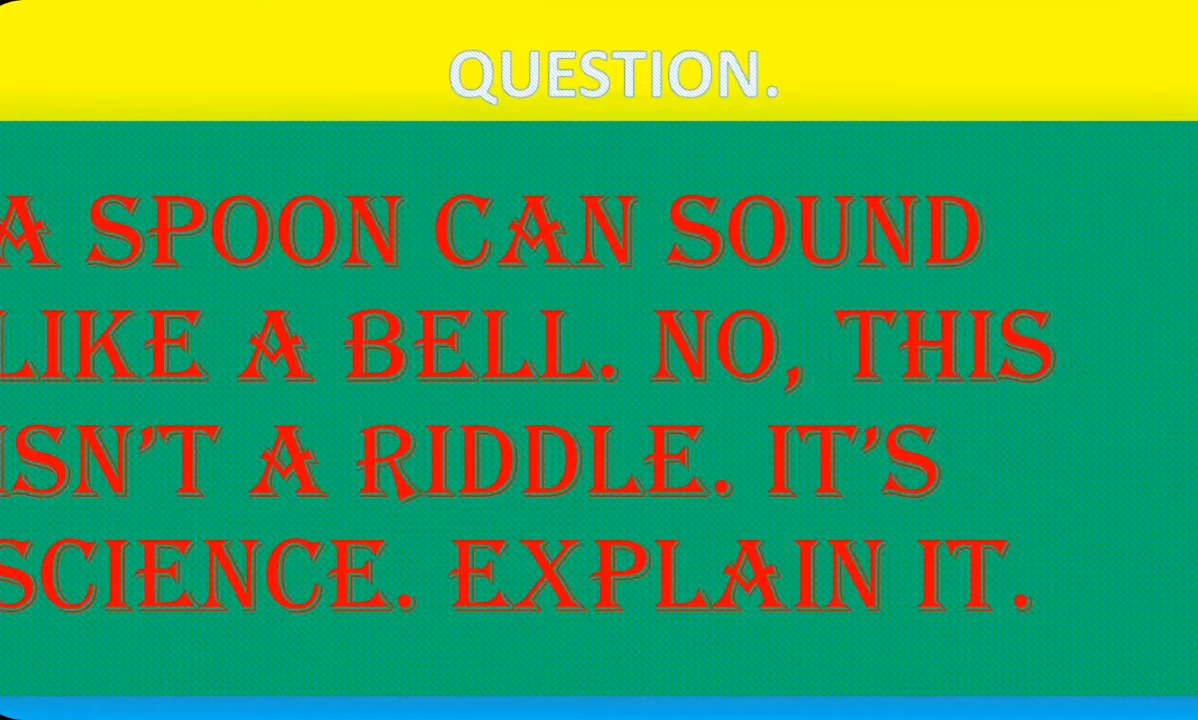 QUESTION.
A SPOON CAN SOUND
LIKE A BELL. NO, THIS
ISN'T A RIDDLE. IT'S
SCIENCE. EXPLAIN IT.